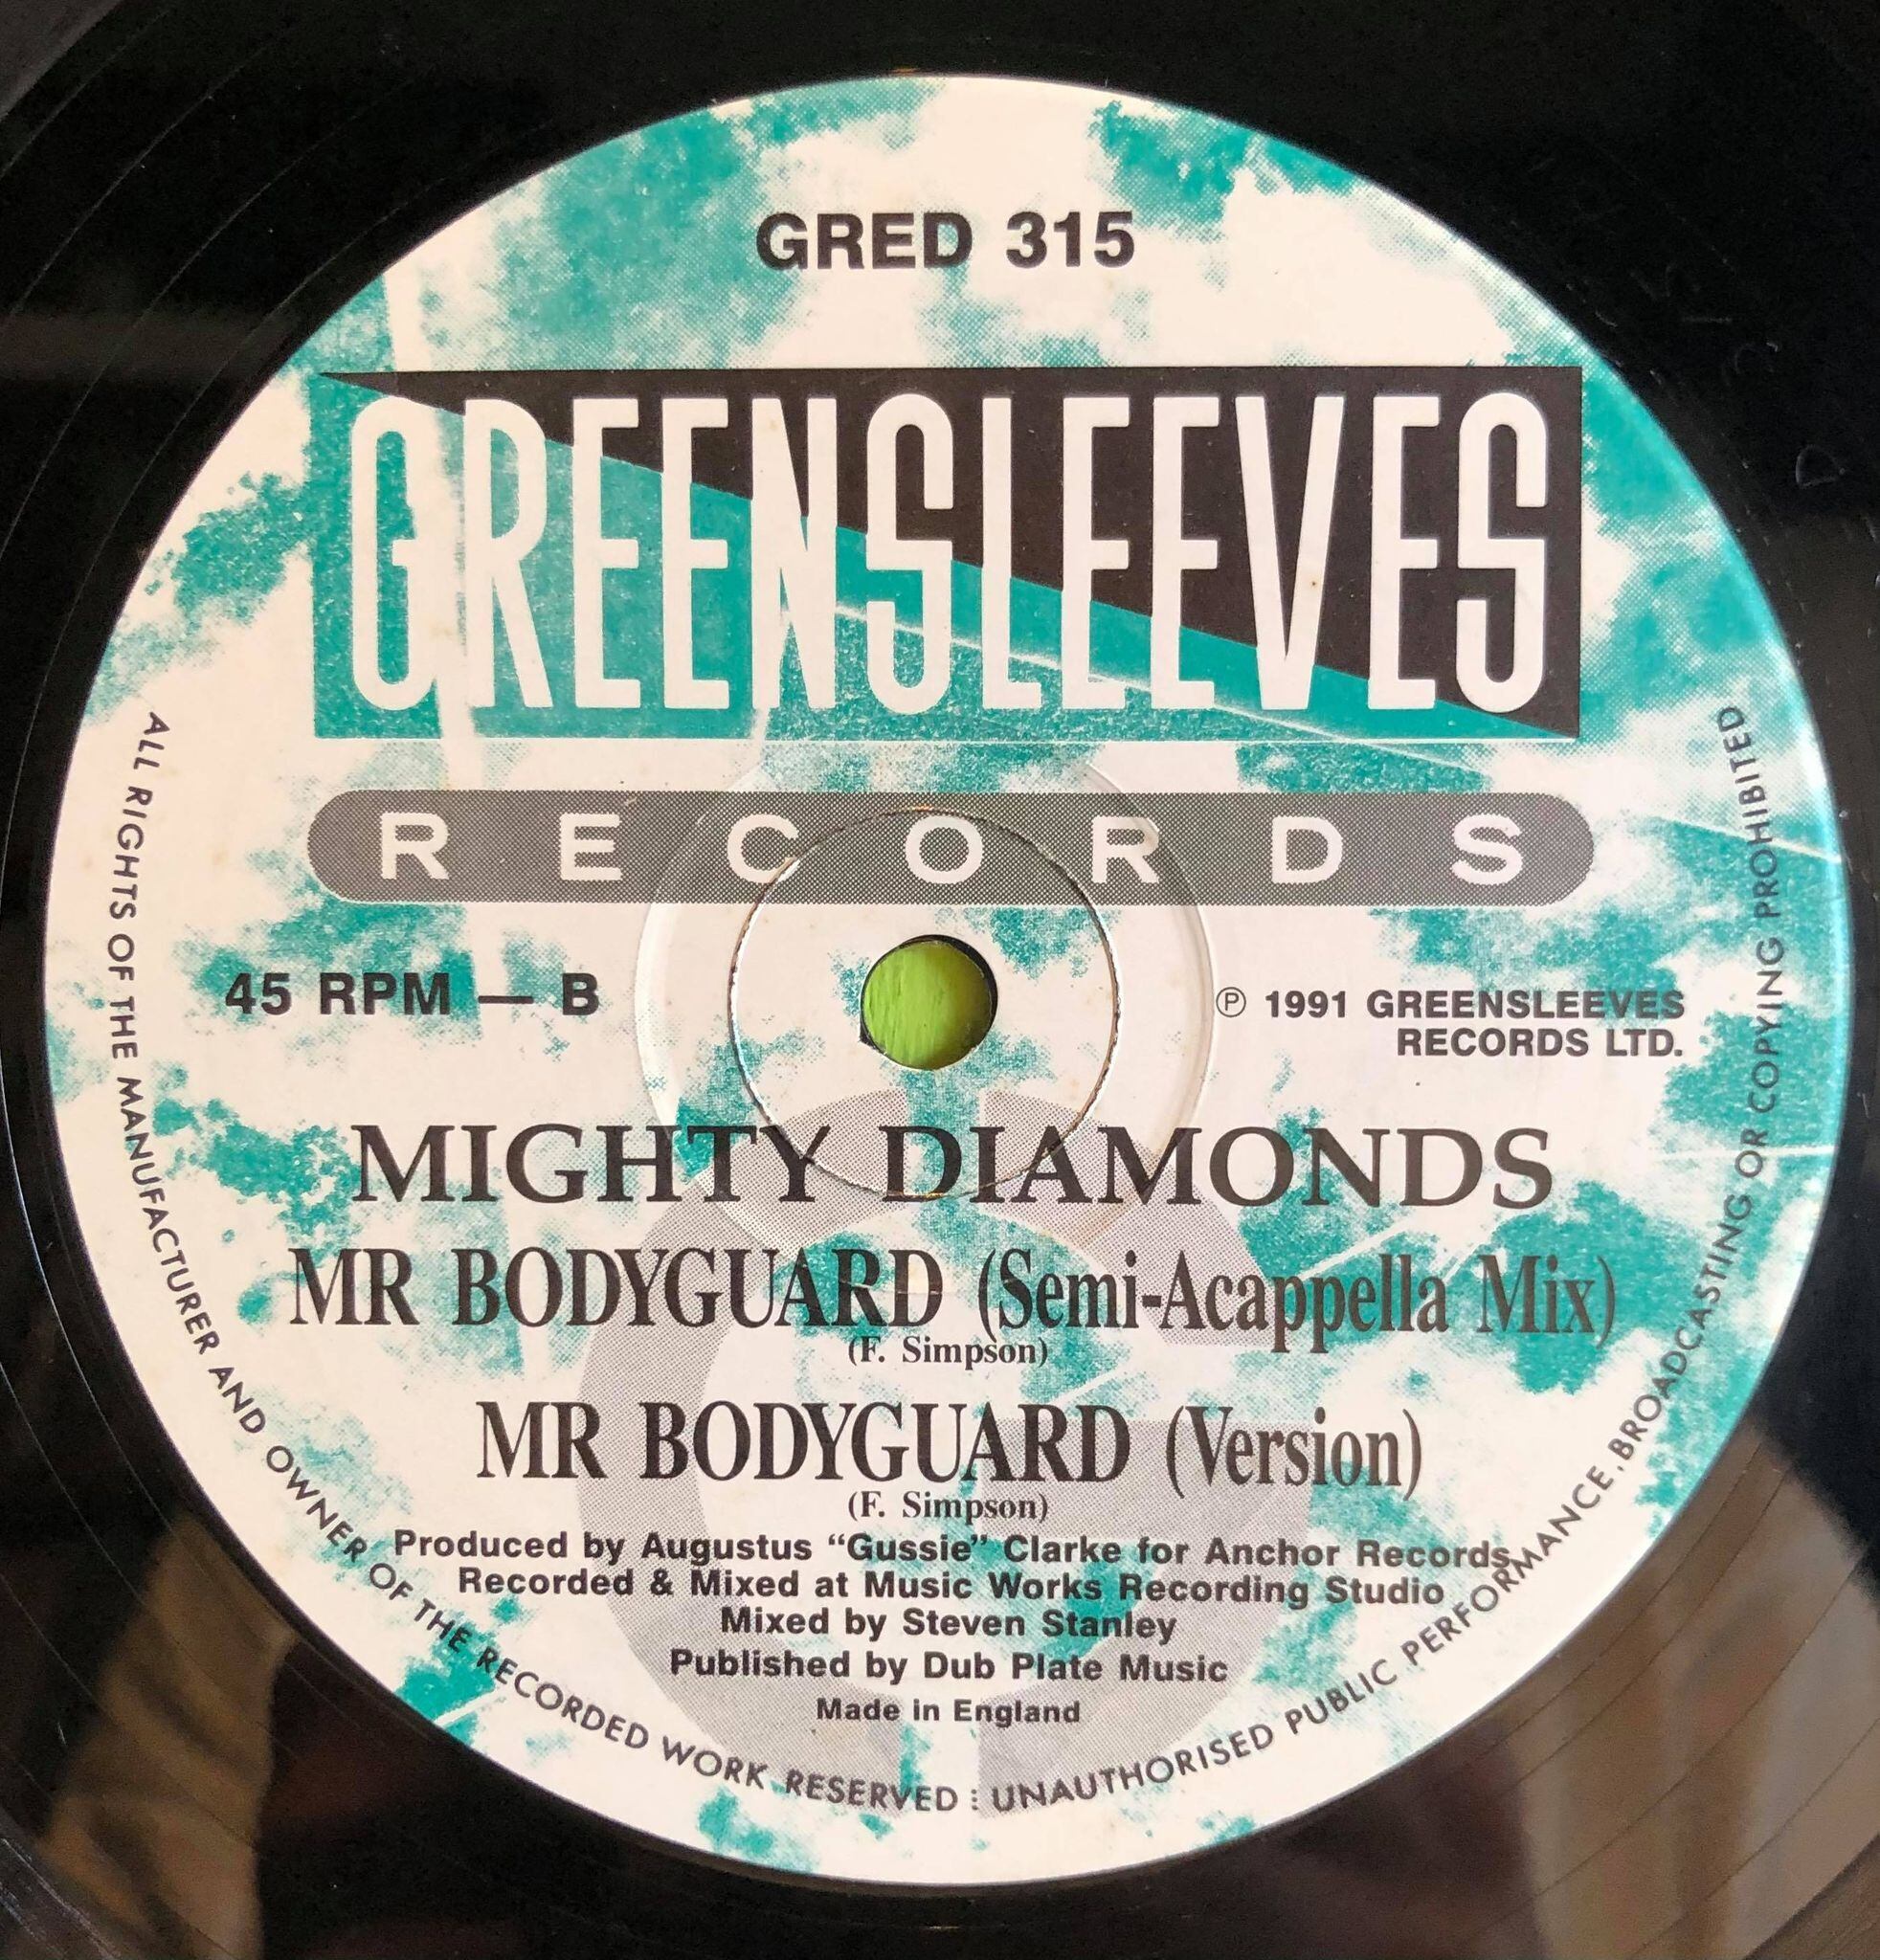 GRED 315
GREENSLEEVES
RECORDS
45 RPM — B
℗ 1991 GREENSLEEVES
RECORDS LTD.
MIGHTY DIAMONDS
MR BODYGUARD (Semi-Acappella Mix)
(F. Simpson)
MR BODYGUARD (Version)
(F. Simpson)
Produced by Augustus “Gussie” Clarke for Anchor Records
Recorded & Mixed at Music Works Recording Studio
Mixed by Steven Stanley
Published by Dub Plate Music
Made in England
ALL RIGHTS OF THE MANUFACTURER AND OWNER OF THE RECORDED WORK RESERVED : UNAUTHORISED PUBLIC PERFORMANCE, BROADCASTING OR COPYING PROHIBITED